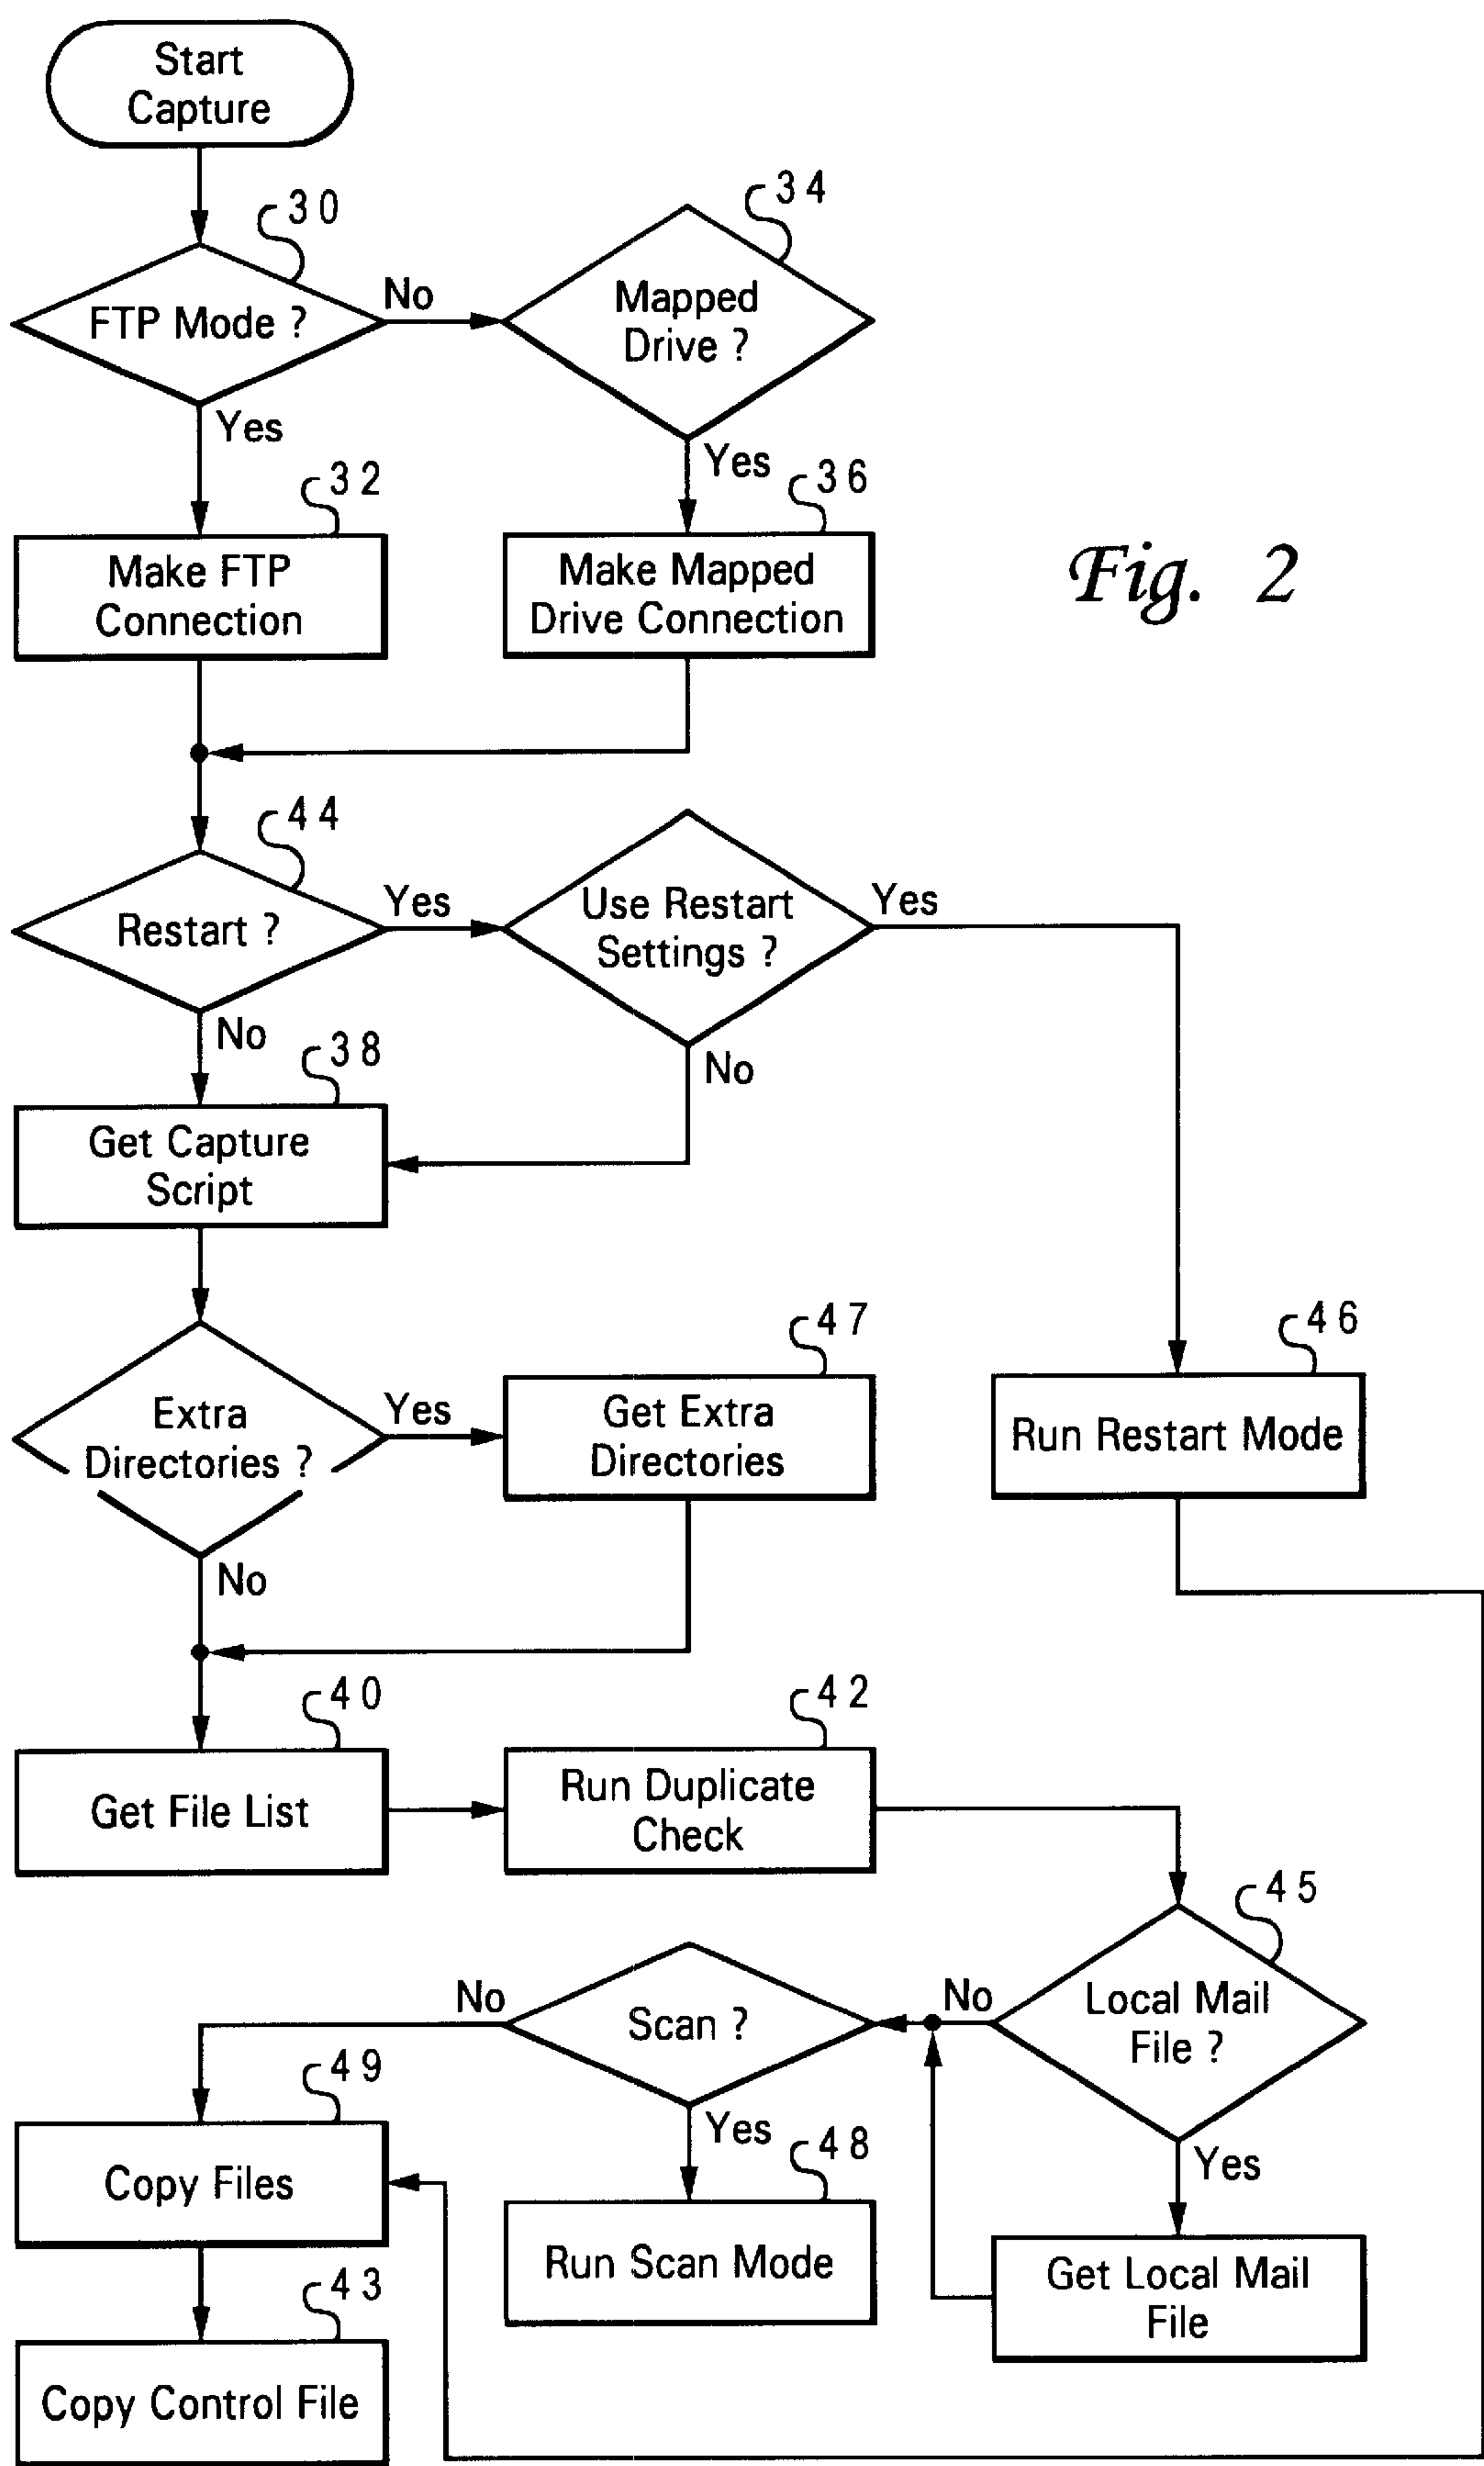 Start
Capture
30
34
FTP Mode ?
No
Mapped
Drive ?
Yes
Yes
32
36
Make FTP
Connection
Make Mapped
Drive Connection
Fig. 2
44
Restart ?
Yes
Use Restart
Settings ?
Yes
No
No
38
Get Capture
Script
47
46
Extra
Directories ?
Yes
Get Extra
Directories
Run Restart Mode
No
40
42
Get File List
Run Duplicate
Check
45
No
Scan ?
No
Local Mail
File ?
49
Yes
48
Yes
Copy Files
Run Scan Mode
Get Local Mail
File
43
Copy Control File